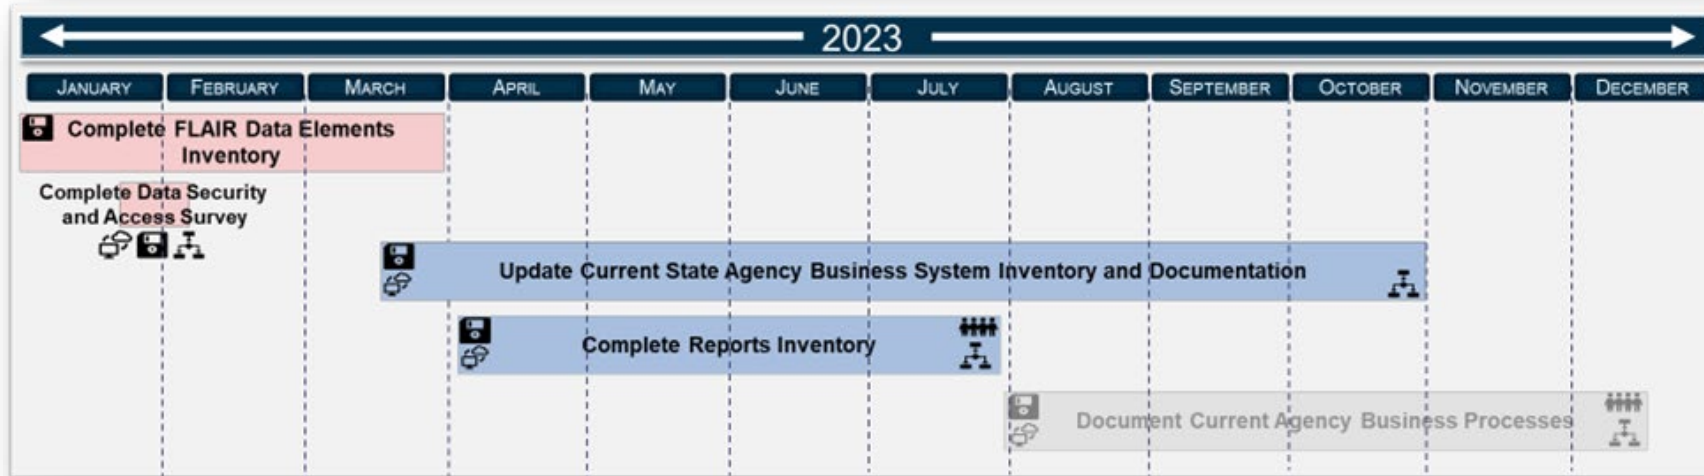 2023
JANUARY FEBRUARY MARCH APRIL MAY JUNE JULY AUGUST SEPTEMBER OCTOBER NOVEMBER DECEMBER
Complete FLAIR Data Elements
Inventory
Complete Data Security
and Access Survey
Update Current State Agency Business System Inventory and Documentation
Complete Reports Inventory
Document Current Agency Business Processes